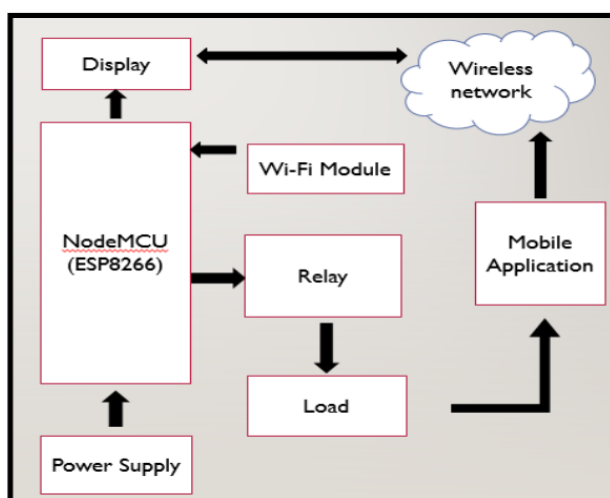 Display
Wireless
network
Wi-Fi Module
NodeMCU
(ESP8266)
Relay
Mobile
Application
Load
Power Supply